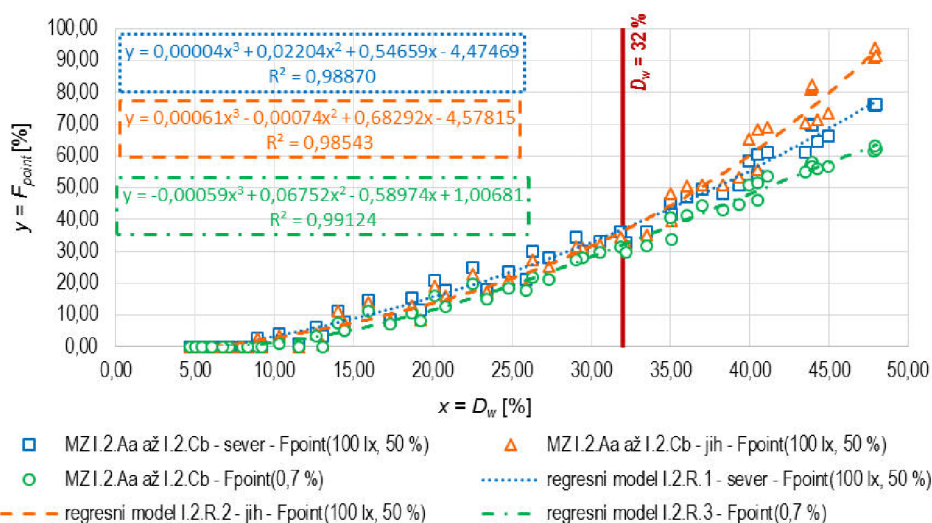 100,00
90,00
80,00
70,00
60,00
50,00
40,00
30,00
20,00
10,00
0,00
y = F_point [%]
y = 0,00004x³ + 0,02204x² + 0,54659x - 4,47469
R² = 0,98870
y = 0,00061x³ - 0,00074x² + 0,68292x - 4,57815
R² = 0,98543
y = -0,00059x³ + 0,06752x² - 0,58974x + 1,00681
R² = 0,99124
D_w = 32 %
0,00 5,00 10,00 15,00 20,00 25,00 30,00 35,00 40,00 45,00 50,00
x = D_w [%]
MZ I.2.Aa až I.2.Cb - sever - Fpoint(100 lx, 50 %)
MZ I.2.Aa až I.2.Cb - jih - Fpoint(100 lx, 50 %)
MZ I.2.Aa až I.2.Cb - Fpoint(0,7 %)
regresní model I.2.R.1 - sever - Fpoint(100 lx, 50 %)
regresní model I.2.R.2 - jih - Fpoint(100 lx, 50 %)
regresní model I.2.R.3 - Fpoint(0,7 %)